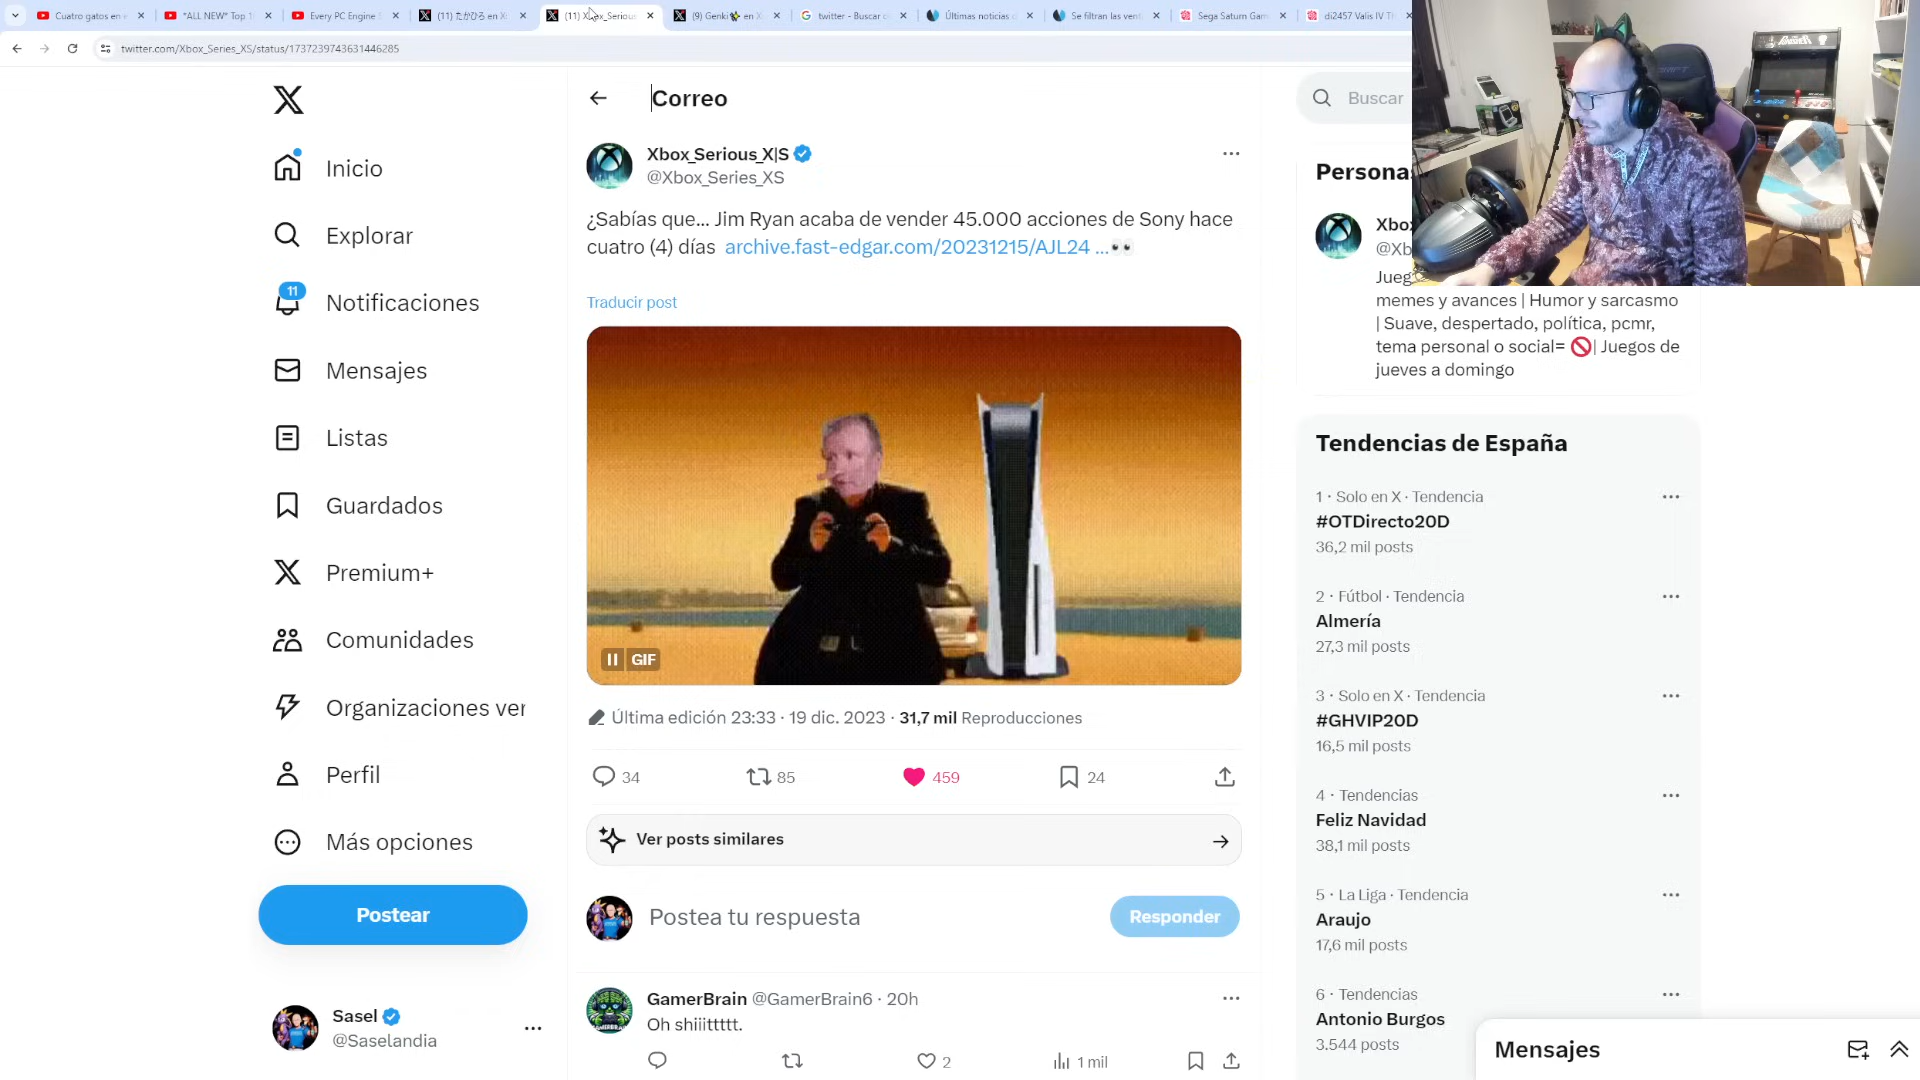 Cuatro gatos en e
"ALL NEW" Top 1
Every PC Engine S
(11) たかひろ en X
(11) Xbox_Serious
(9) Genki en X
twitter - Buscar c
Últimas noticias d
Se filtran las vent
Sega Saturn Gam
di2457 Valis IV Th
twitter.com/Xbox_Series_XS/status/1737239743631446285
Inicio
Explorar
11
Notificaciones
Mensajes
Listas
Guardados
Premium+
Comunidades
Organizaciones ver
Perfil
Más opciones
Postear
Sasel
@Saselandia
Correo
Xbox_Serious_X|S
@Xbox_Series_XS
¿Sabías que... Jim Ryan acaba de vender 45.000 acciones de Sony hace
cuatro (4) días archive.fast-edgar.com/20231215/AJL24 ...👀
Traducir post
GIF
Última edición 23:33 · 19 dic. 2023 · 31,7 mil Reproducciones
34
85
459
24
Ver posts similares
Postea tu respuesta
Responder
GamerBrain @GamerBrain6 · 20h
Oh shiiittttt.
2
1 mil
Buscar
Personas
Xbo
@Xb
Jueg
memes y avances | Humor y sarcasmo
| Suave, despertado, política, pcmr,
tema personal o social= 🚫| Juegos de
jueves a domingo
Tendencias de España
1 · Solo en X · Tendencia
#OTDirecto20D
36,2 mil posts
2 · Fútbol · Tendencia
Almería
27,3 mil posts
3 · Solo en X · Tendencia
#GHVIP20D
16,5 mil posts
4 · Tendencias
Feliz Navidad
38,1 mil posts
5 · La Liga · Tendencia
Araujo
17,6 mil posts
6 · Tendencias
Antonio Burgos
3.544 posts
Mensajes